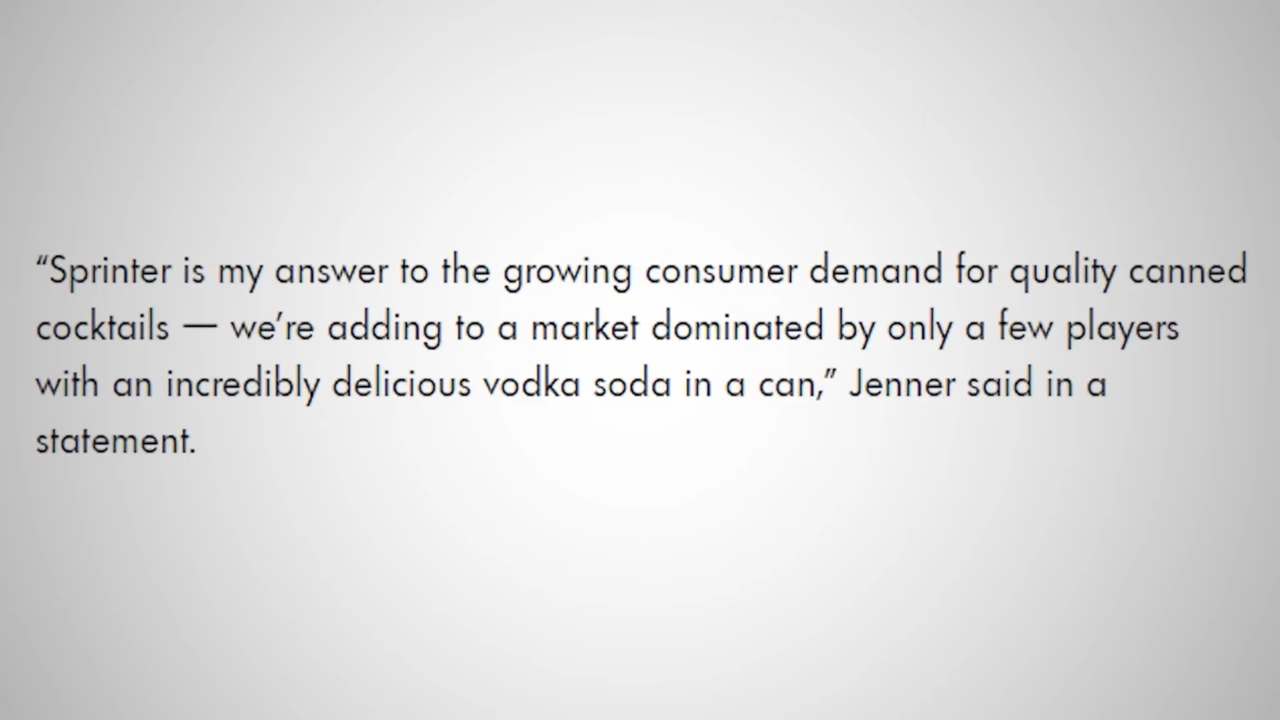 “Sprinter is my answer to the growing consumer demand for quality canned
cocktails — we’re adding to a market dominated by only a few players
with an incredibly delicious vodka soda in a can,” Jenner said in a
statement.